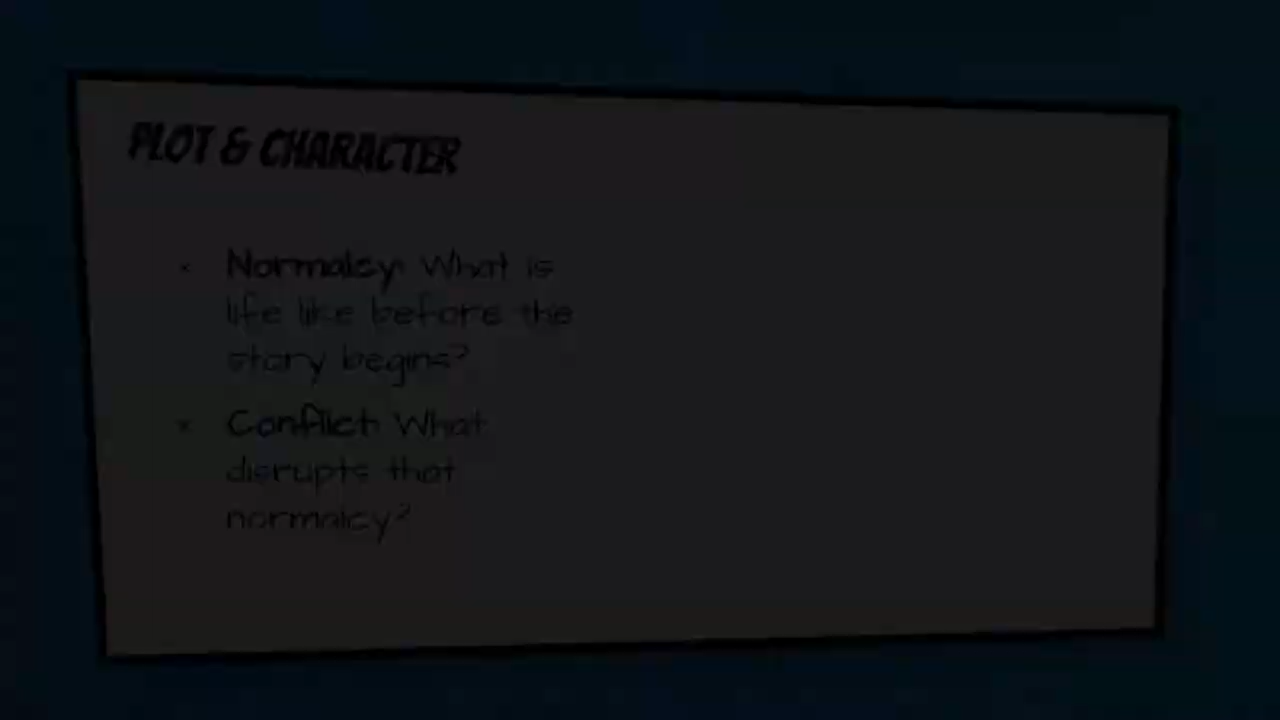 PLOT & CHARACTER
• Normalcy: What is
life like before the
story begins?
• Conflict: What
disrupts that
normalcy?